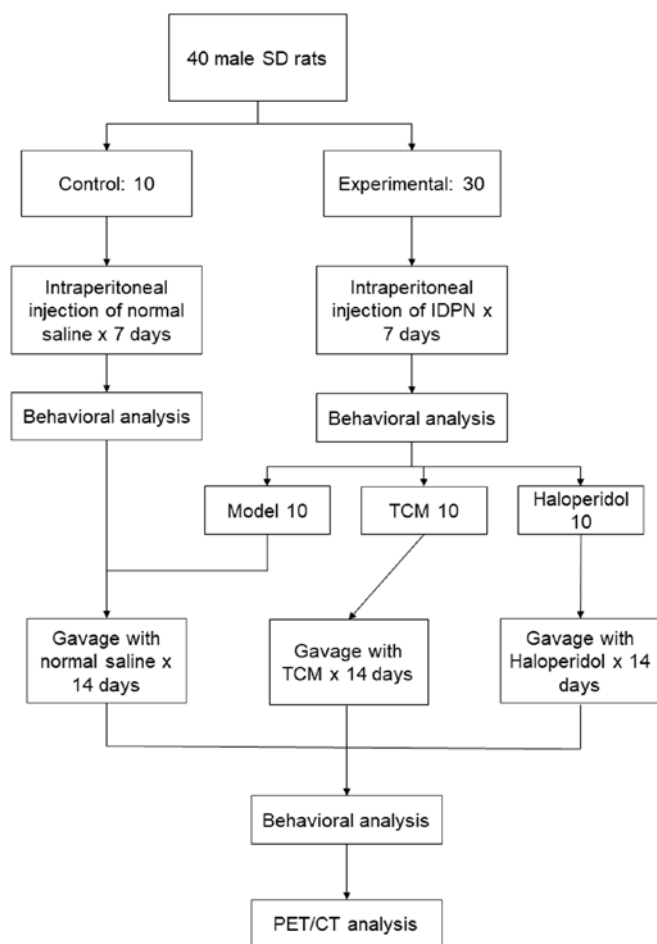 40 male SD rats
Control: 10
Experimental: 30
Intraperitoneal
injection of normal
saline x 7 days
Intraperitoneal
injection of IDPN x
7 days
Behavioral analysis
Behavioral analysis
Model 10
TCM 10
Haloperidol
10
Gavage with
normal saline x
14 days
Gavage with
TCM x 14 days
Gavage with
Haloperidol x 14
days
Behavioral analysis
PET/CT analysis